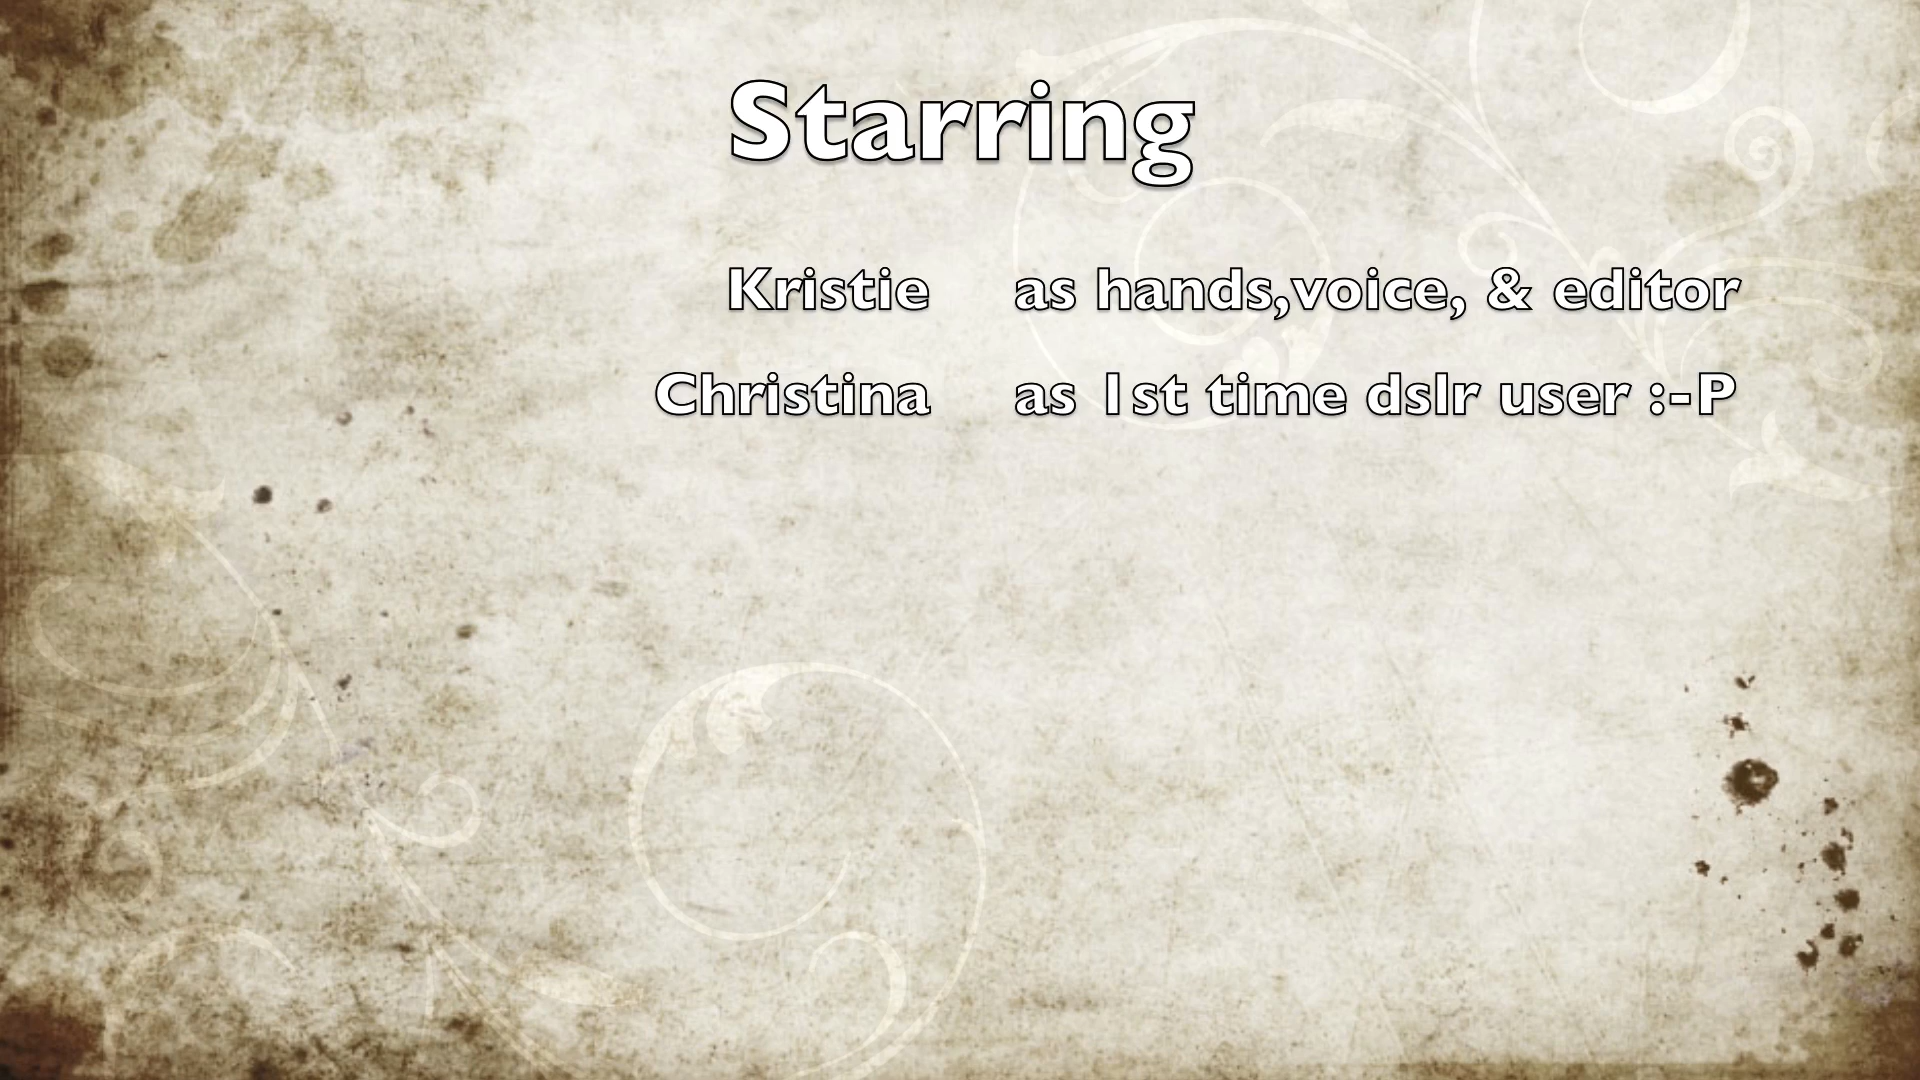 Starring
Kristie as hands,voice, & editor
Christina as 1st time dslr user :-P